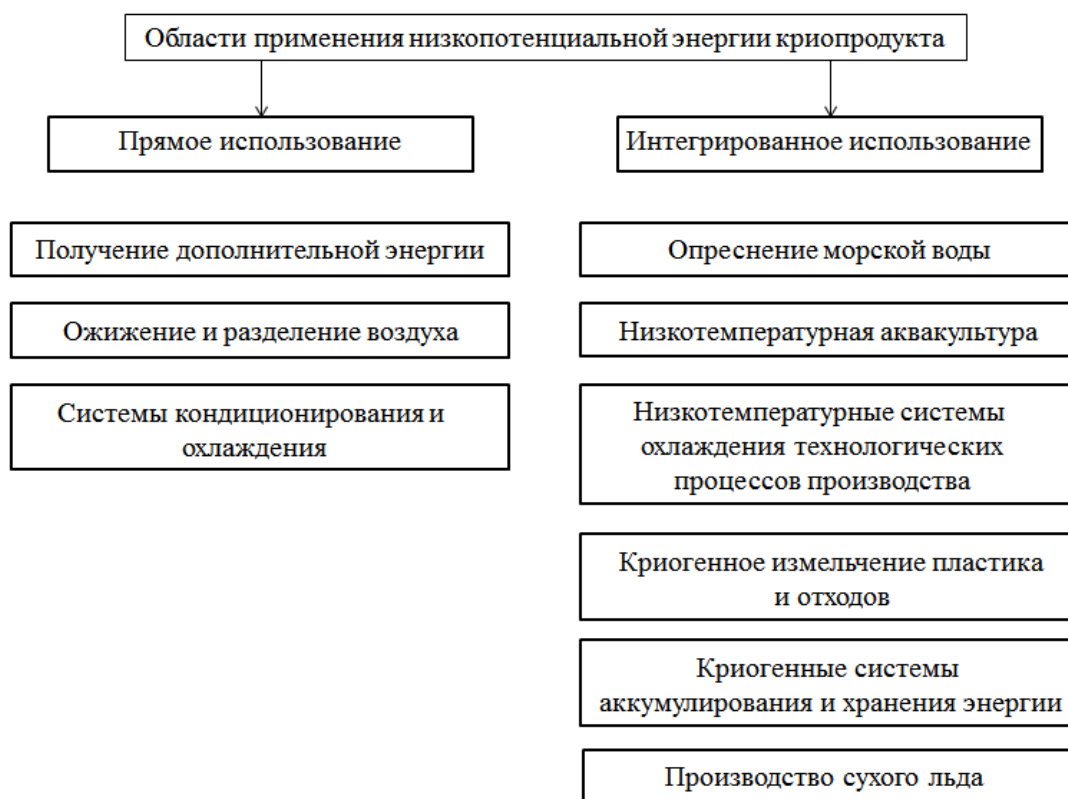 Области применения низкопотенциальной энергии криопродукта
Прямое использование
Интегрированное использование
Получение дополнительной энергии
Ожижение и разделение воздуха
Системы кондиционирования и
охлаждения
Опреснение морской воды
Низкотемпературная аквакультура
Низкотемпературные системы
охлаждения технологических
процессов производства
Криогенное измельчение пластика
и отходов
Криогенные системы
аккумулирования и хранения энергии
Производство сухого льда